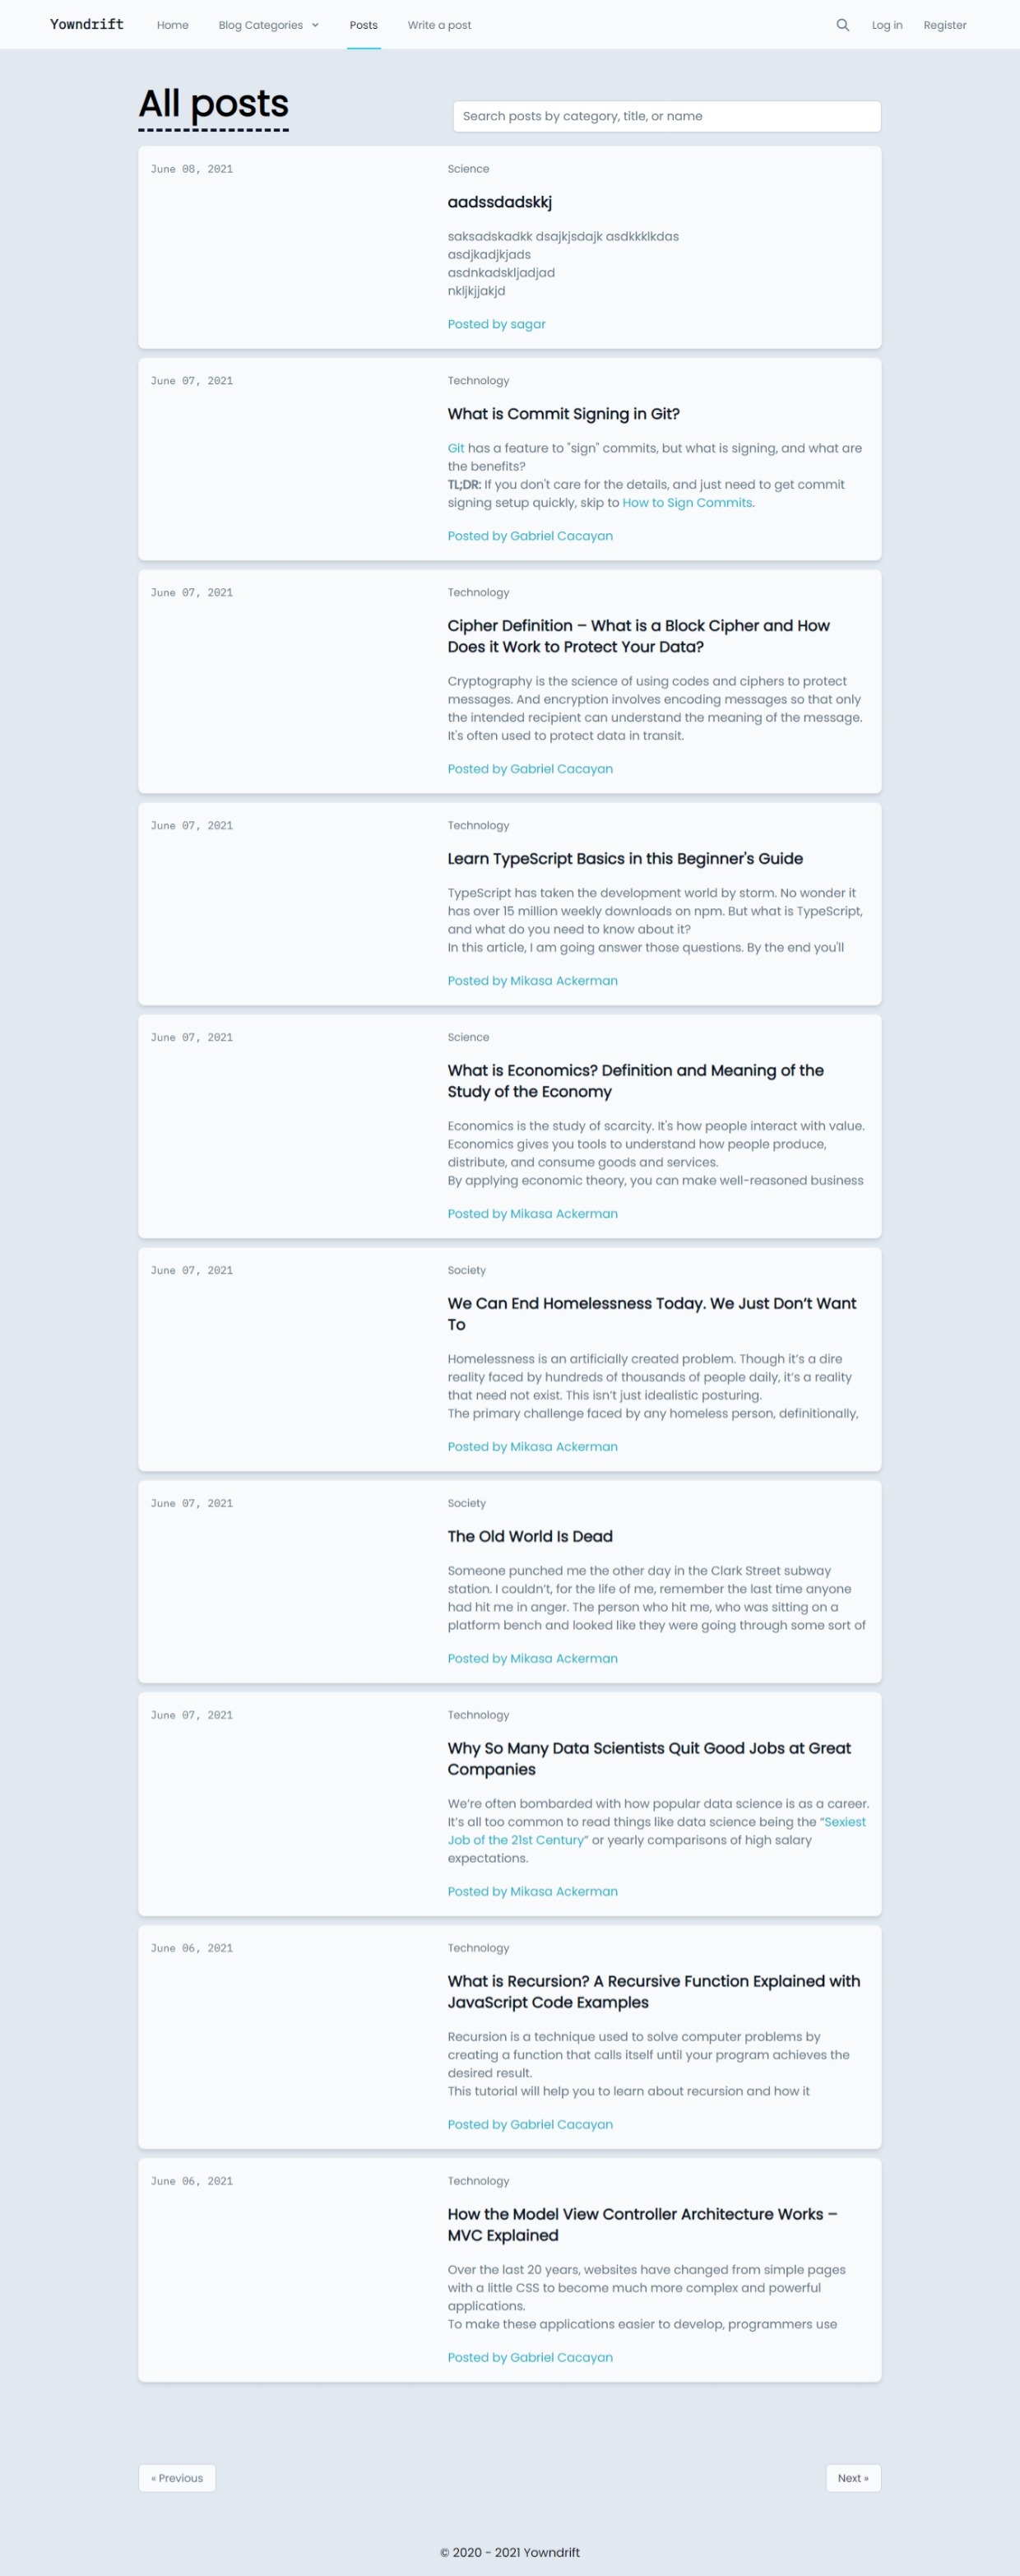 Yowndrift
Home
Blog Categories
Posts
Write a post
Log in
Register
All posts
Search posts by category, title, or name
June 08, 2021
Science
aadssdadskkj
saksadskadkk dsajkjsdajk asdkkklkdas
asdjkadjkjads
asdnkadskljadjad
nkljkjjakjd
Posted by sagar
June 07, 2021
Technology
What is Commit Signing in Git?
Git has a feature to "sign" commits, but what is signing, and what are
the benefits?
TL;DR: If you don't care for the details, and just need to get commit
signing setup quickly, skip to How to Sign Commits.
Posted by Gabriel Cacayan
June 07, 2021
Technology
Cipher Definition – What is a Block Cipher and How
Does it Work to Protect Your Data?
Cryptography is the science of using codes and ciphers to protect
messages. And encryption involves encoding messages so that only
the intended recipient can understand the meaning of the message.
It's often used to protect data in transit.
Posted by Gabriel Cacayan
June 07, 2021
Technology
Learn TypeScript Basics in this Beginner's Guide
TypeScript has taken the development world by storm. No wonder it
has over 15 million weekly downloads on npm. But what is TypeScript,
and what do you need to know about it?
In this article, I am going answer those questions. By the end you'll
Posted by Mikasa Ackerman
June 07, 2021
Science
What is Economics? Definition and Meaning of the
Study of the Economy
Economics is the study of scarcity. It's how people interact with value.
Economics gives you tools to understand how people produce,
distribute, and consume goods and services.
By applying economic theory, you can make well-reasoned business
Posted by Mikasa Ackerman
June 07, 2021
Society
We Can End Homelessness Today. We Just Don’t Want
To
Homelessness is an artificially created problem. Though it’s a dire
reality faced by hundreds of thousands of people daily, it’s a reality
that need not exist. This isn’t just idealistic posturing.
The primary challenge faced by any homeless person, definitionally,
Posted by Mikasa Ackerman
June 07, 2021
Society
The Old World Is Dead
Someone punched me the other day in the Clark Street subway
station. I couldn’t, for the life of me, remember the last time anyone
had hit me in anger. The person who hit me, who was sitting on a
platform bench and looked like they were going through some sort of
Posted by Mikasa Ackerman
June 07, 2021
Technology
Why So Many Data Scientists Quit Good Jobs at Great
Companies
We’re often bombarded with how popular data science is as a career.
It’s all too common to read things like data science being the “Sexiest
Job of the 21st Century” or yearly comparisons of high salary
expectations.
Posted by Mikasa Ackerman
June 06, 2021
Technology
What is Recursion? A Recursive Function Explained with
JavaScript Code Examples
Recursion is a technique used to solve computer problems by
creating a function that calls itself until your program achieves the
desired result.
This tutorial will help you to learn about recursion and how it
Posted by Gabriel Cacayan
June 06, 2021
Technology
How the Model View Controller Architecture Works –
MVC Explained
Over the last 20 years, websites have changed from simple pages
with a little CSS to become much more complex and powerful
applications.
To make these applications easier to develop, programmers use
Posted by Gabriel Cacayan
« Previous
Next »
© 2020 - 2021 Yowndrift